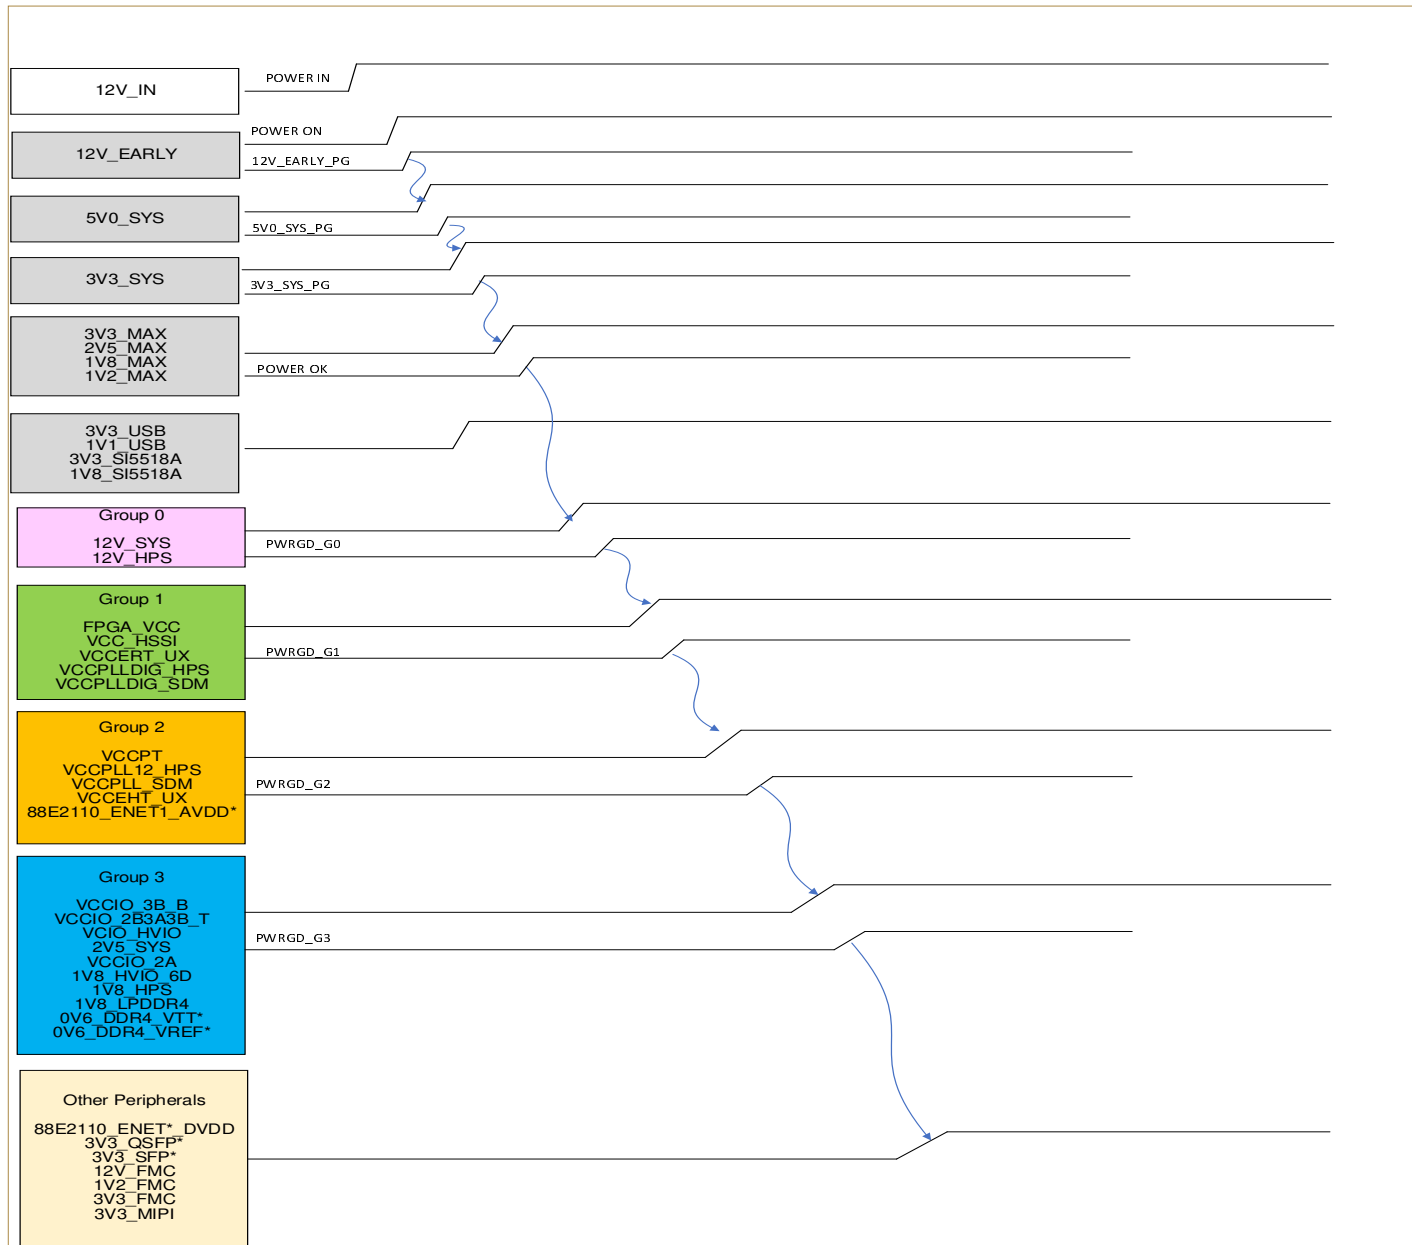 12V_IN
POWER IN
12V_EARLY
POWER ON
12V_EARLY_PG
5V0_SYS
5V0_SYS_PG
3V3_SYS
3V3_SYS_PG
3V3_MAX
2V5_MAX
1V8_MAX
1V2_MAX
POWER OK
3V3_USB
1V1_USB
3V3_SI5518A
1V8_SI5518A
Group 0
12V_SYS
12V_HPS
PWRGD_G0
Group 1
FPGA_VCC
VCC_HSSI
VCCERT_UX
VCCPLLDIG_HPS
VCCPLLDIG_SDM
PWRGD_G1
Group 2
VCCPT
VCCPLL12_HPS
VCCPLL_SDM
VCCEHT_UX
88E2110_ENET1_AVDD*
PWRGD_G2
Group 3
VCCIO_3B_B
VCCIO_2B3A3B_T
VCIO_HVIO
2V5_SYS
VCCIO_2A
1V8_HVIO_6D
1V8_HPS
1V8_LPDDR4
0V6_DDR4_VTT*
0V6_DDR4_VREF*
PWRGD_G3
Other Peripherals
88E2110_ENET*_DVDD
3V3_QSFP*
3V3_SFP*
12V_FMC
1V2_FMC
3V3_FMC
3V3_MIPI